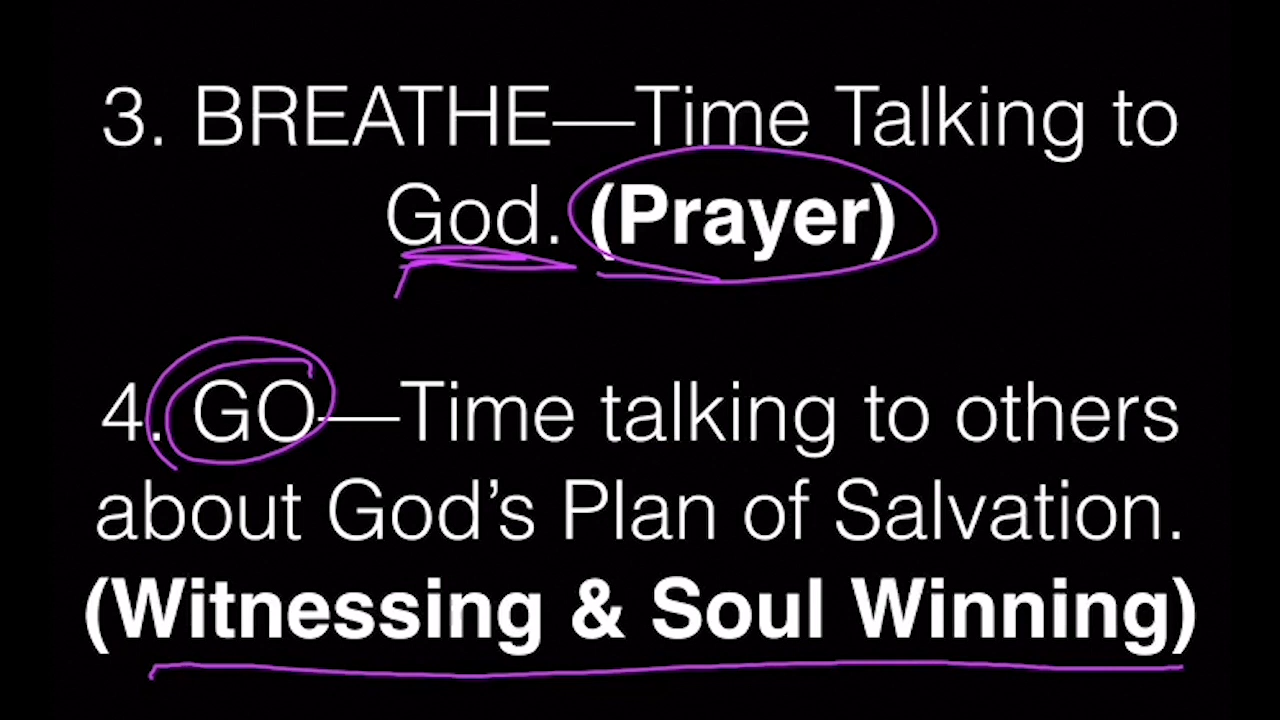 3. BREATHE—Time Talking to
God. (Prayer)
4. GO—Time talking to others
about God’s Plan of Salvation.
(Witnessing & Soul Winning)